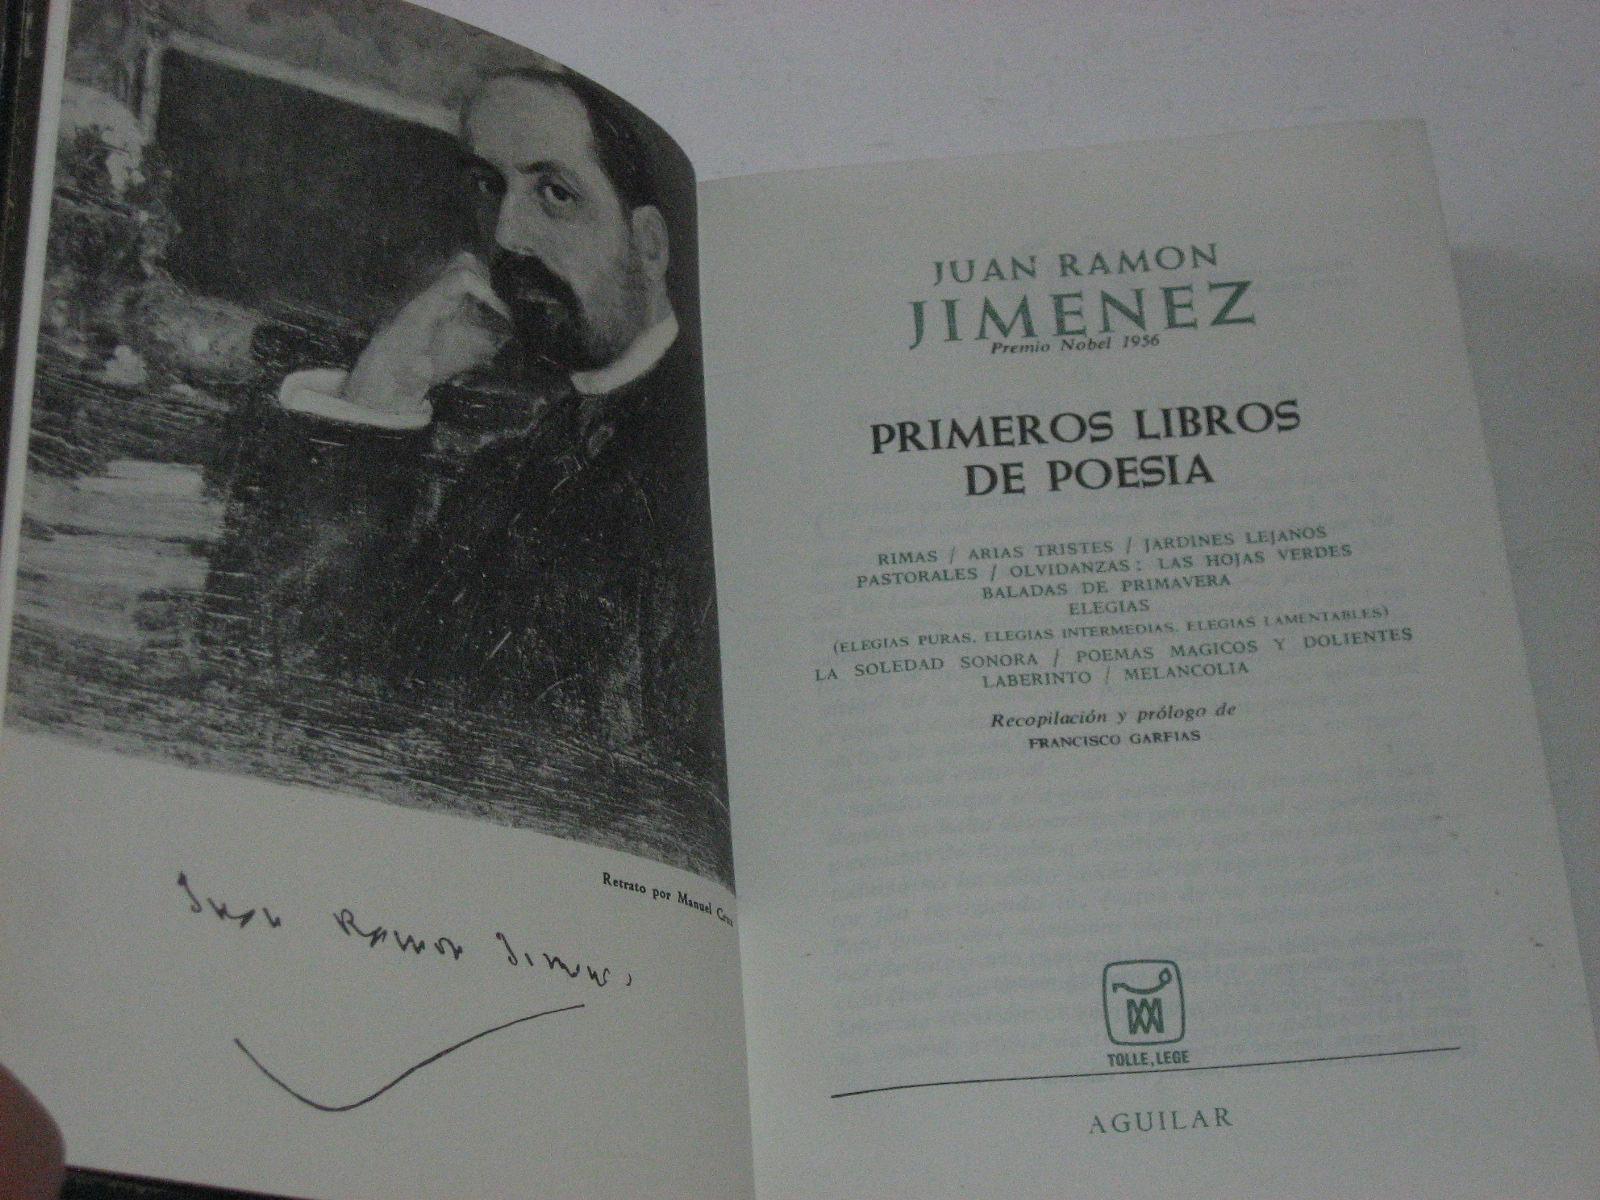 Retrato por Manuel
Juan Ramon
JUAN RAMON
JIMENEZ
Premio Nobel 1956
PRIMEROS LIBROS
DE POESIA
RIMAS / ARIAS TRISTES / JARDINES LEJANOS
PASTORALES / OLVIDANZAS: LAS HOJAS VERDES
BALADAS DE PRIMAVERA
ELEGIAS
(ELEGIAS PURAS, ELEGIAS INTERMEDIAS, ELEGIAS LAMENTABLES)
LA SOLEDAD SONORA / POEMAS MAGICOS Y DOLIENTES
LABERINTO / MELANCOLIA
Recopilación y prólogo de
FRANCISCO GARFIAS
TOLLE, LEGE
AGUILAR